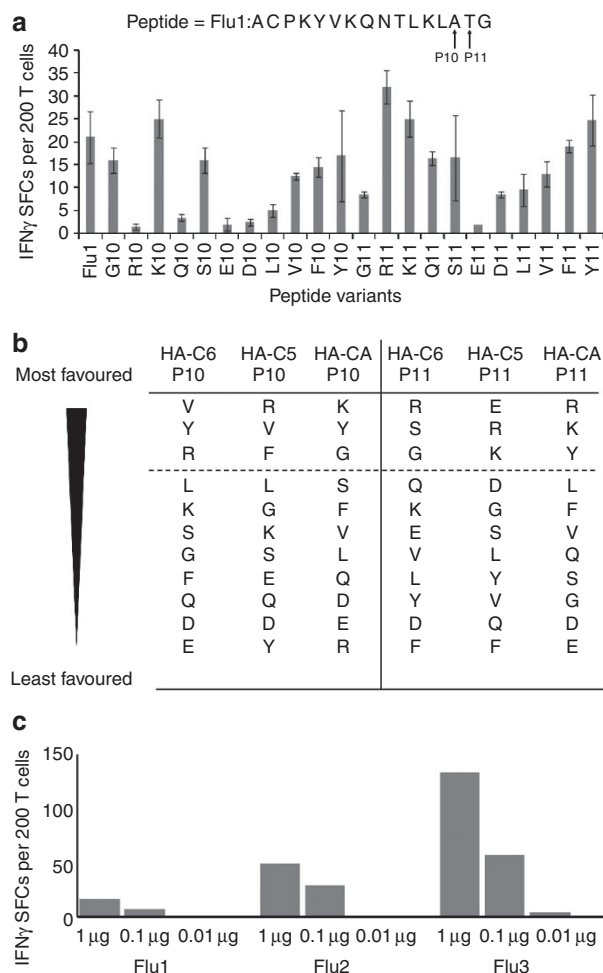 a
Peptide = Flu1:ACPKYVKQNTLKLATG
P10 P11
IFNγ SFCs per 200 T cells
40
35
30
25
20
15
10
5
0
Flu1 G10 R10 K10 Q10 S10 E10 D10 L10 V10 F10 Y10 G11 R11 K11 Q11 S11 E11 D11 L11 V11 F11 Y11
Peptide variants
b
HA-C6 HA-C5 HA-CA HA-C6 HA-C5 HA-CA
Most favoured P10 P10 P10 P11 P11 P11
V R K R E R
Y V Y S R K
R F G G K Y
L L S Q D L
K G F K G F
S K V E S V
G S L V L Q
F E Q L Y S
Q Q D Y V G
D D E D Q D
E Y R F F E
Least favoured
c
IFNγ SFCs per 200 T cells
150
100
50
0
1 µg 0.1 µg 0.01 µg 1 µg 0.1 µg 0.01 µg 1 µg 0.1 µg 0.01 µg
Flu1 Flu2 Flu3